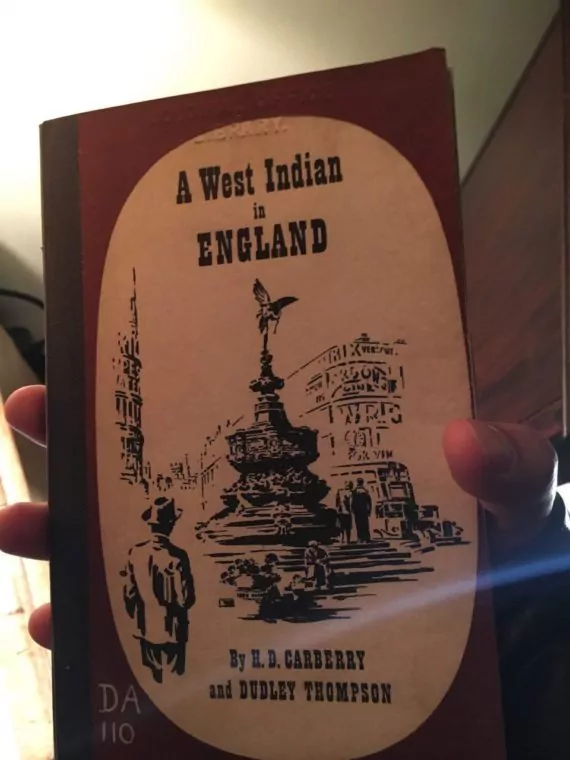 A West Indian
in
ENGLAND
By H. D. CARBERRY
and DUDLEY THOMPSON
DA
110